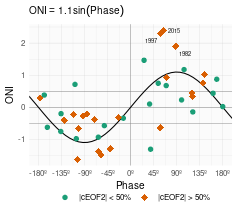 ONI = 1.1sin(Phase)
ONI
2
1
0
-1
2015
1997
1982
-180° -135° -90° -45° 0° 45° 90° 135° 180°
Phase
|cEOF2| < 50% |cEOF2| > 50%